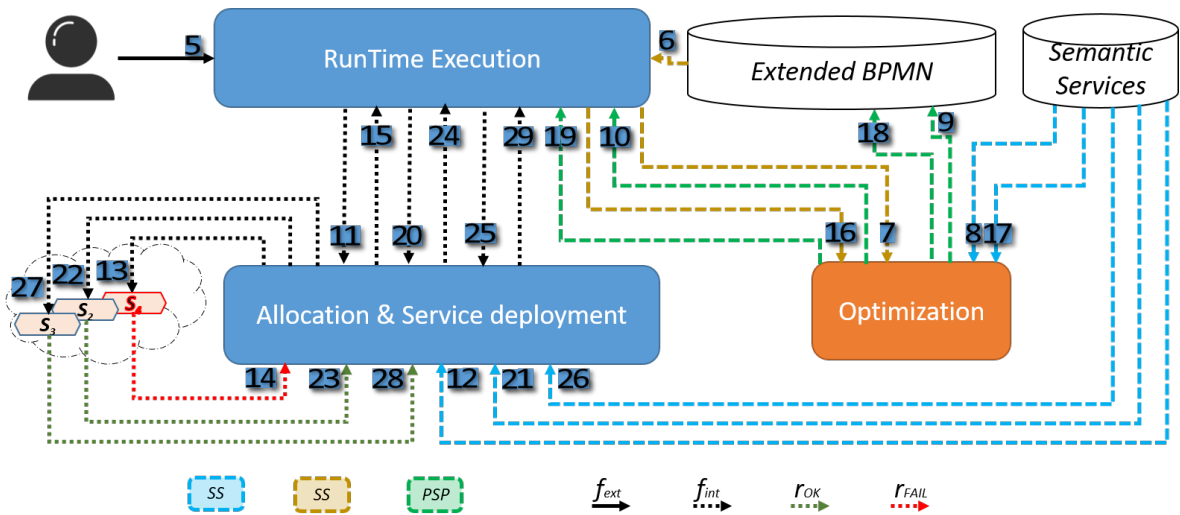 5
RunTime Execution
6
Extended BPMN
Semantic
Services
15
24
29
19
10
18
9
11
20
25
16
7
8
17
27
22
13
S4
S2
S3
Allocation & Service deployment
Optimization
14
23
28
12
21
26
SS
SS
PSP
fext
fint
rOK
rFAIL